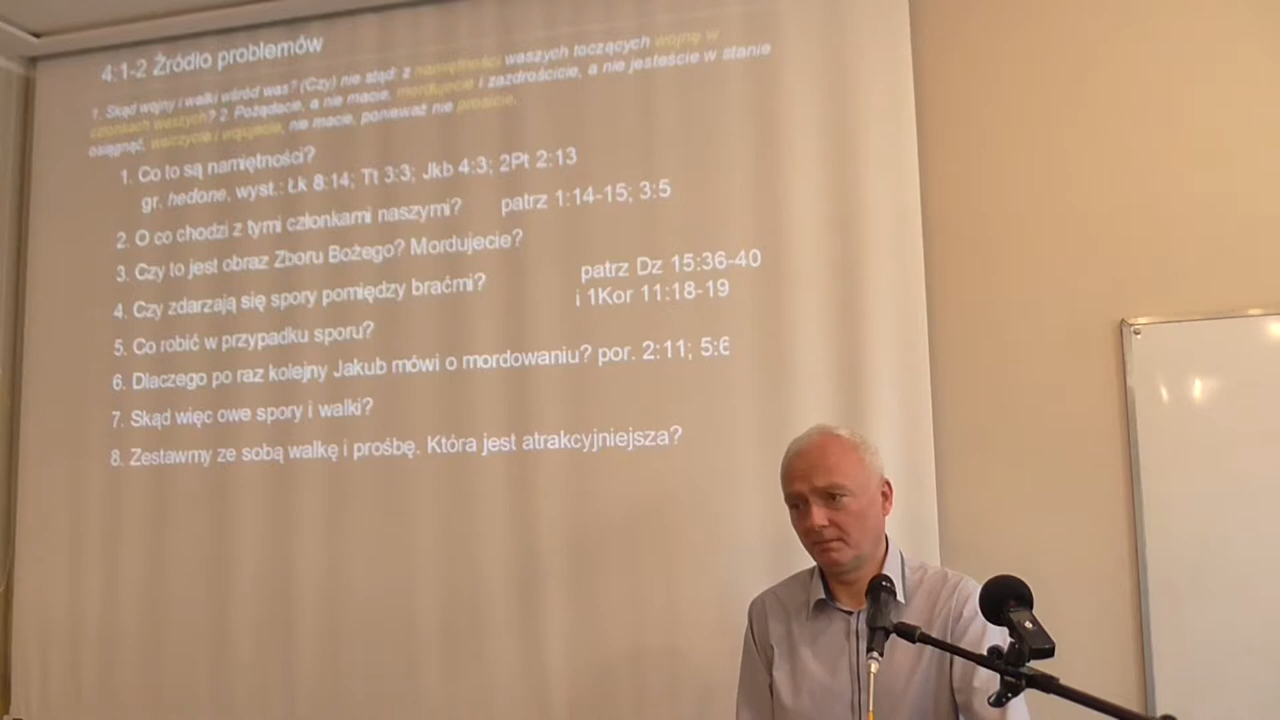 4:1-2 Źródło problemów
1. Skąd wojny i walki wśród was? (Czy) nie stąd: z namiętności waszych toczących wojnę w
członkach waszych? 2. Pożądacie, a nie macie, mordujecie i zazdrościcie, a nie jesteście w stanie
osiągnąć, walczycie i wojujecie, nie macie, ponieważ nie prosicie.
1. Co to są namiętności?
gr. hedone, wyst.: Łk 8:14; Tt 3:3; Jkb 4:3; 2Pt 2:13
2. O co chodzi z tymi członkami naszymi? patrz 1:14-15; 3:5
3. Czy to jest obraz Zboru Bożego? Mordujecie?
4. Czy zdarzają się spory pomiędzy braćmi? patrz Dz 15:36-40
i 1Kor 11:18-19
5. Co robić w przypadku sporu?
6. Dlaczego po raz kolejny Jakub mówi o mordowaniu? por. 2:11; 5:6
7. Skąd więc owe spory i walki?
8. Zestawmy ze sobą walkę i prośbę. Która jest atrakcyjniejsza?